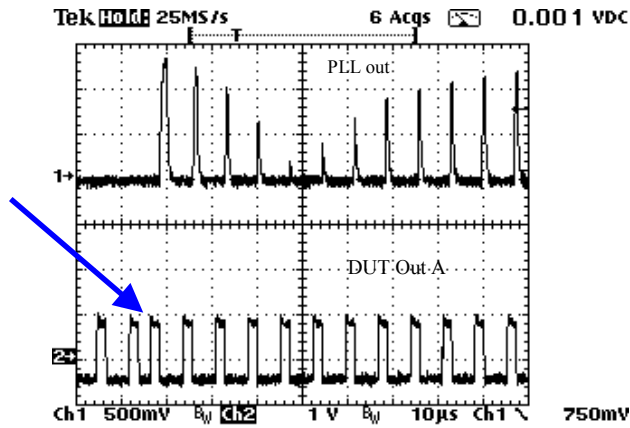 Tek Hold: 25MS/s 6 Acqs 0.001 VDC
T
PLL out
1→
DUT Out A
2→
Ch1 500mV BW Ch2 1 V BW 10µs Ch1 750mV